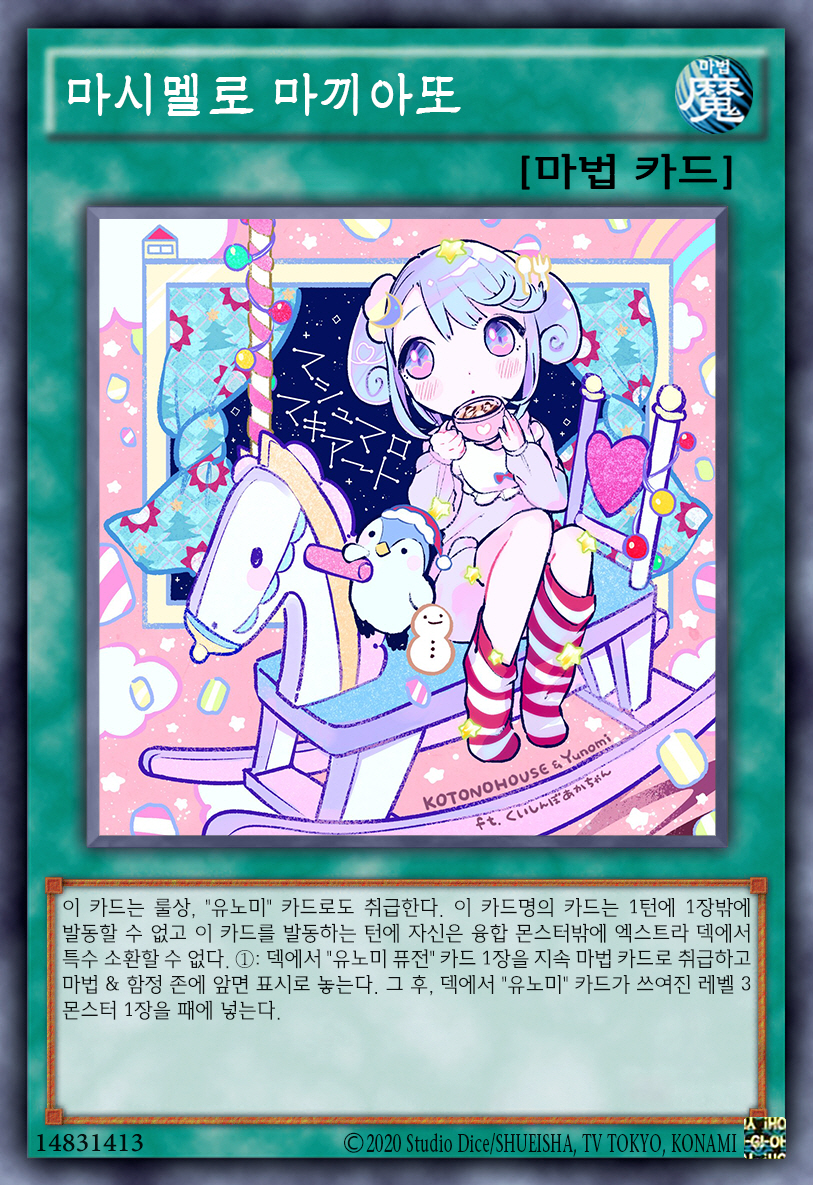 마시멜로 마끼아또
마법
魔
[마법 카드]
マシュマロ
マキアート
KOTONOHOUSE & Yunomi
ft. くいしんぼあかちゃん
이 카드는 룰상, "유노미" 카드로도 취급한다. 이 카드명의 카드는 1턴에 1장밖에
발동할 수 없고 이 카드를 발동하는 턴에 자신은 융합 몬스터밖에 엑스트라 덱에서
특수 소환할 수 없다. ①: 덱에서 "유노미 퓨전" 카드 1장을 지속 마법 카드로 취급하고
마법 & 함정 존에 앞면 표시로 놓는다. 그 후, 덱에서 "유노미" 카드가 쓰여진 레벨 3
몬스터 1장을 패에 넣는다.
14831413
©2020 Studio Dice/SHUEISHA, TV TOKYO, KONAMI